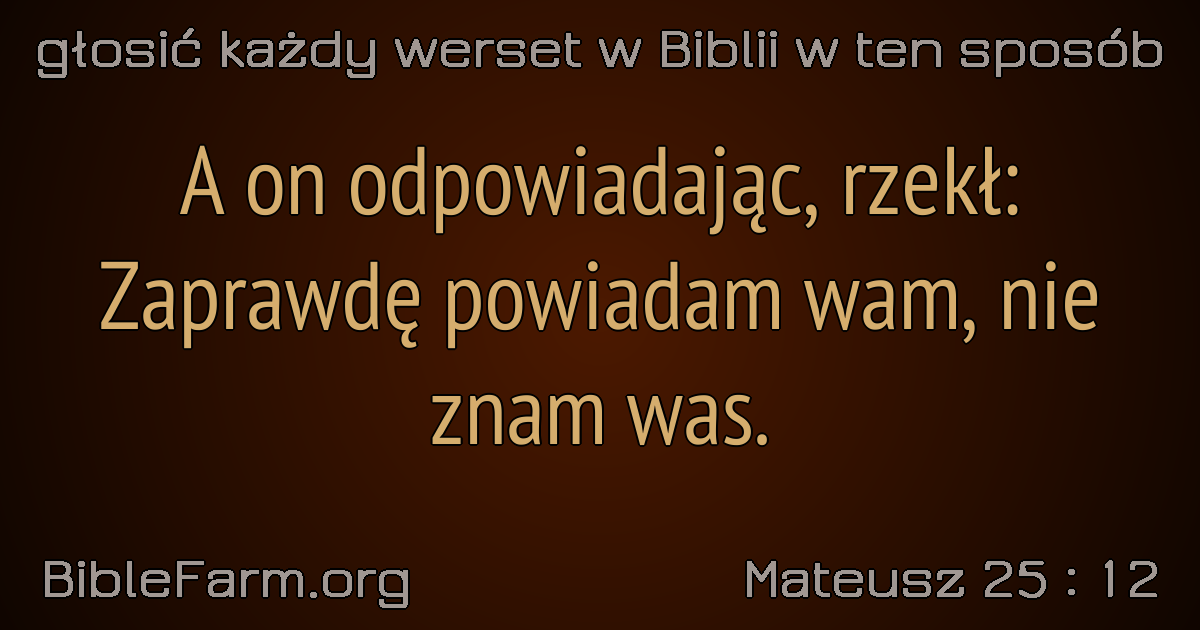 głosić każdy werset w Biblii w ten sposób
A on odpowiadając, rzekł:
Zaprawdę powiadam wam, nie
znam was.
BibleFarm.org
Mateusz 25 : 12